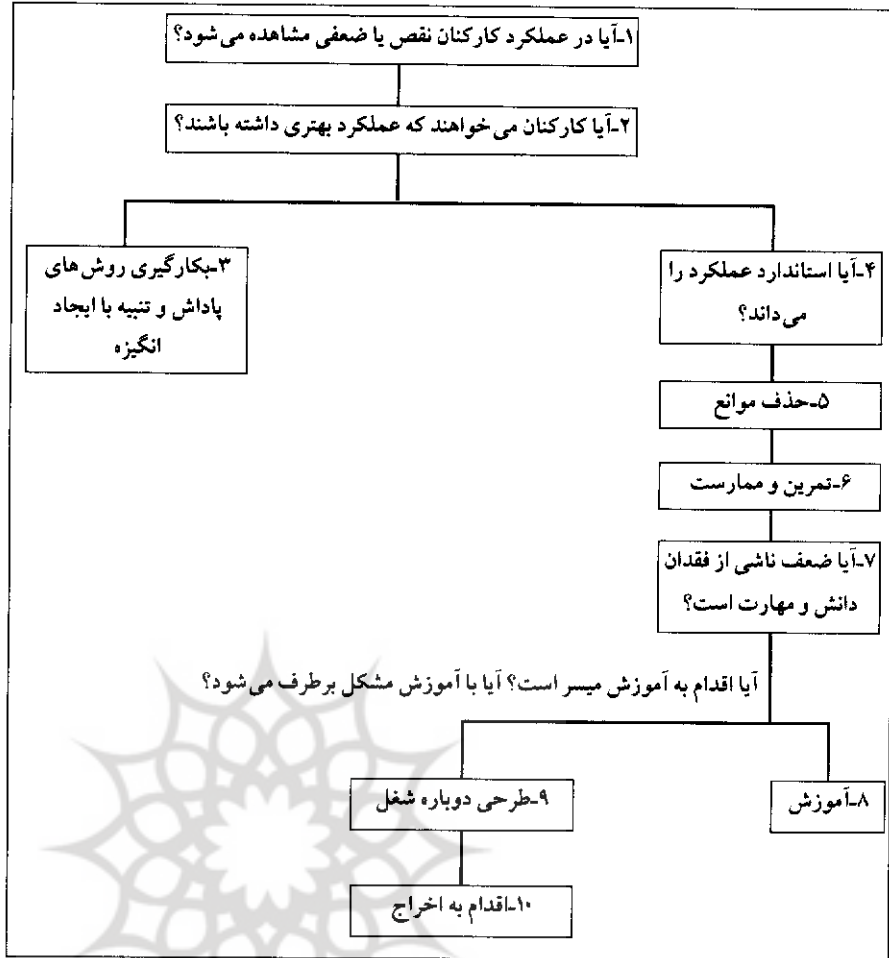 ۱-آیا در عملکرد کارکنان نقص یا ضعفی مشاهده می‌شود؟
۲-آیا کارکنان می‌خواهند که عملکرد بهتری داشته باشند؟
۴-آیا استاندارد عملکرد را
می‌داند؟
۳-بکارگیری روش‌های
پاداش و تنبیه با ایجاد
انگیزه
۵-حذف موانع
۶-تمرین و ممارست
۷-آیا ضعف ناشی از فقدان
دانش و مهارت است؟
آیا اقدام به آموزش میسر است؟ آیا با آموزش مشکل برطرف می‌شود؟
۸-آموزش
۹-طرحی دوباره شغل
۱۰-اقدام به اخراج